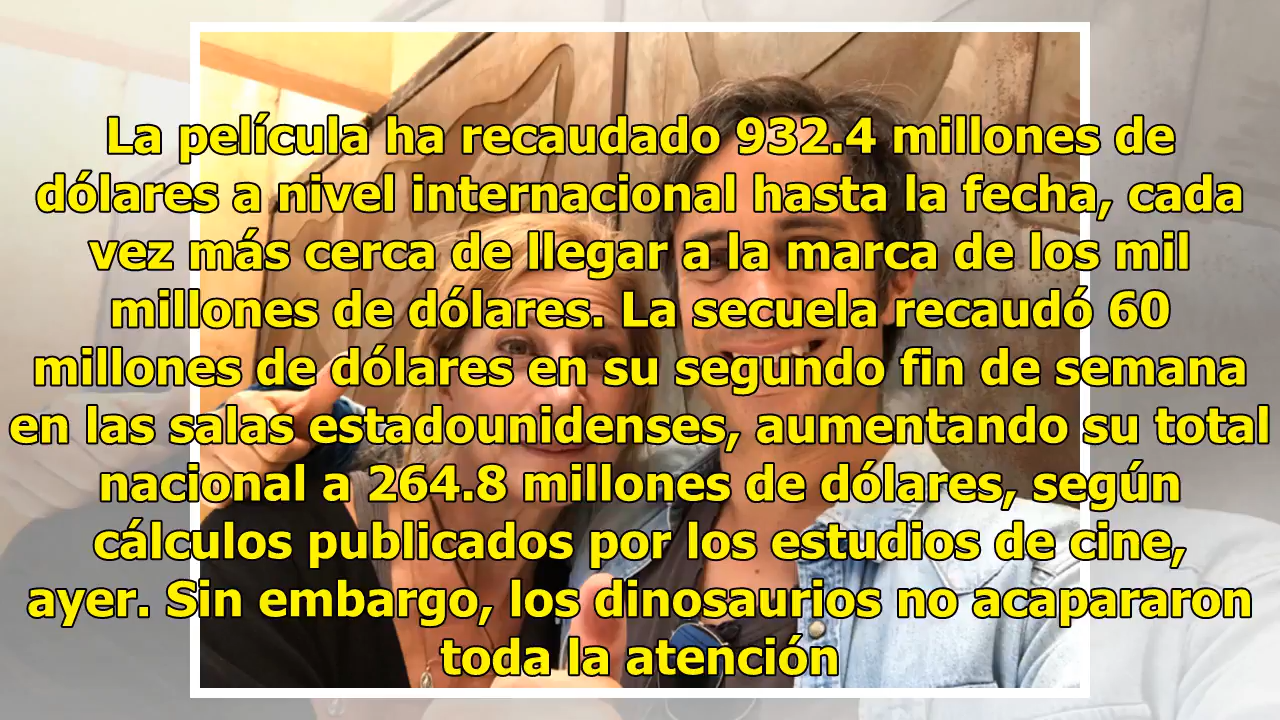 La película ha recaudado 932.4 millones de
dólares a nivel internacional hasta la fecha, cada
vez más cerca de llegar a la marca de los mil
millones de dólares. La secuela recaudó 60
millones de dólares en su segundo fin de semana
en las salas estadounidenses, aumentando su total
nacional a 264.8 millones de dólares, según
cálculos publicados por los estudios de cine,
ayer. Sin embargo, los dinosaurios no acapararon
toda la atención